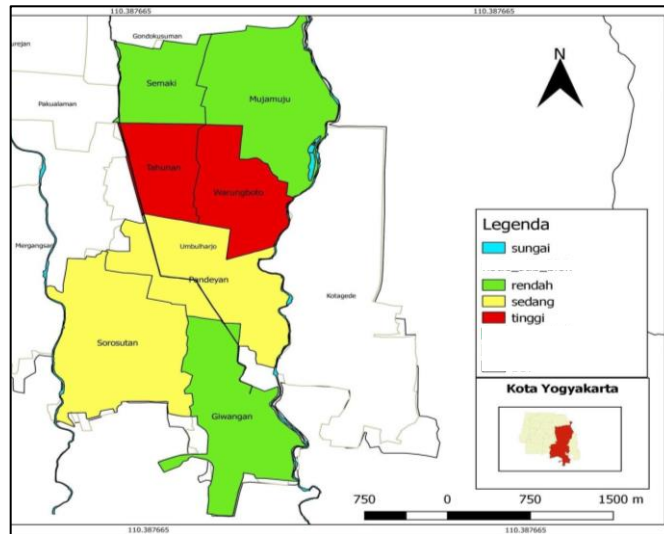 110.387665
110.387665
Gondokusuman
urejan
N
Semaki
Mujamuju
Pakualaman
Tahunan
Warungboto
Legenda
sungai
Umbulharjo
Mergangsan
rendah
Pandeyan
sedang
Kotagede
tinggi
Sorosutan
Kota Yogyakarta
Giwangan
750 0 750 1500 m
110.387665
110.387665